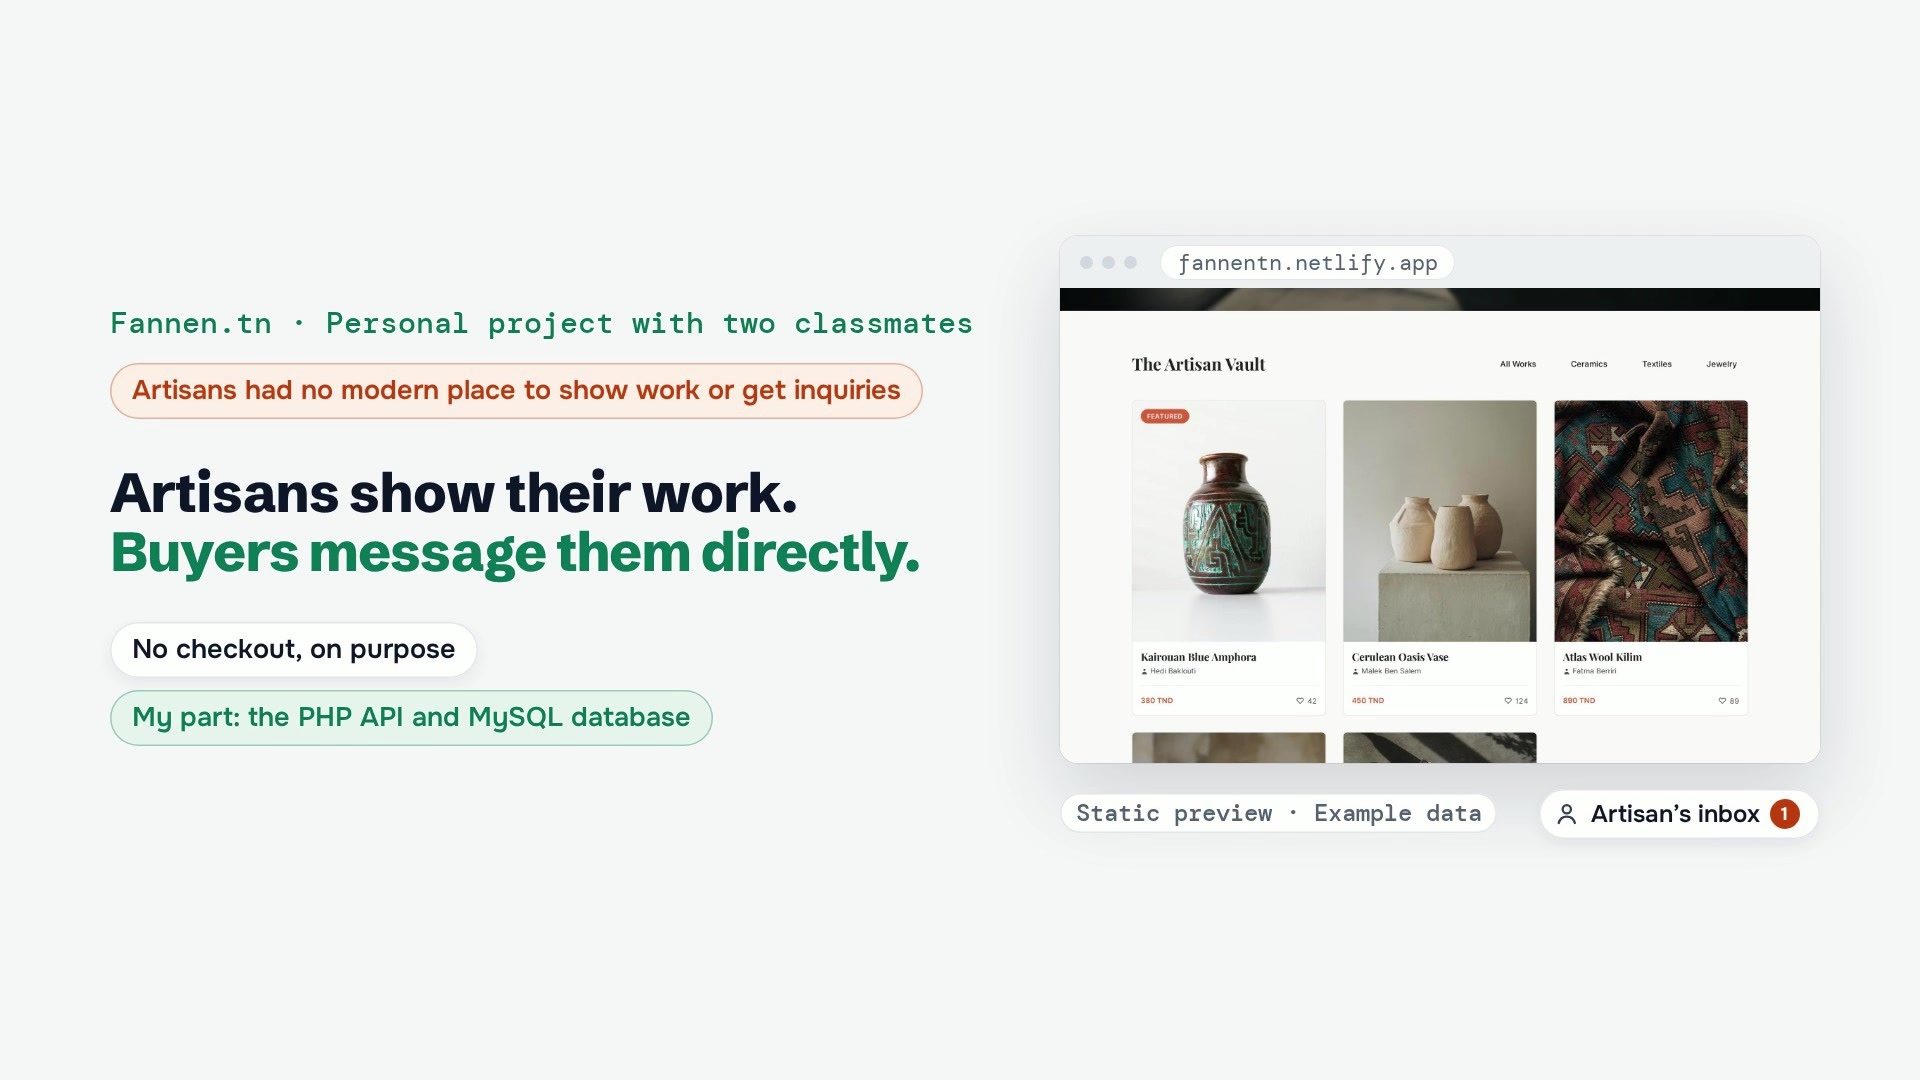 Fannen.tn · Personal project with two classmates
Artisans had no modern place to show work or get inquiries
Artisans show their work.
Buyers message them directly.
No checkout, on purpose
My part: the PHP API and MySQL database
fannentn.netlify.app
The Artisan Vault
All Works Ceramics Textiles Jewelry
FEATURED
Kairouan Blue Amphora
Hedi Baklouti
380 TND 42
Cerulean Oasis Vase
Malek Ben Salem
450 TND 124
Atlas Wool Kilim
Fatma Berriri
890 TND 89
Static preview · Example data
Artisan’s inbox 1